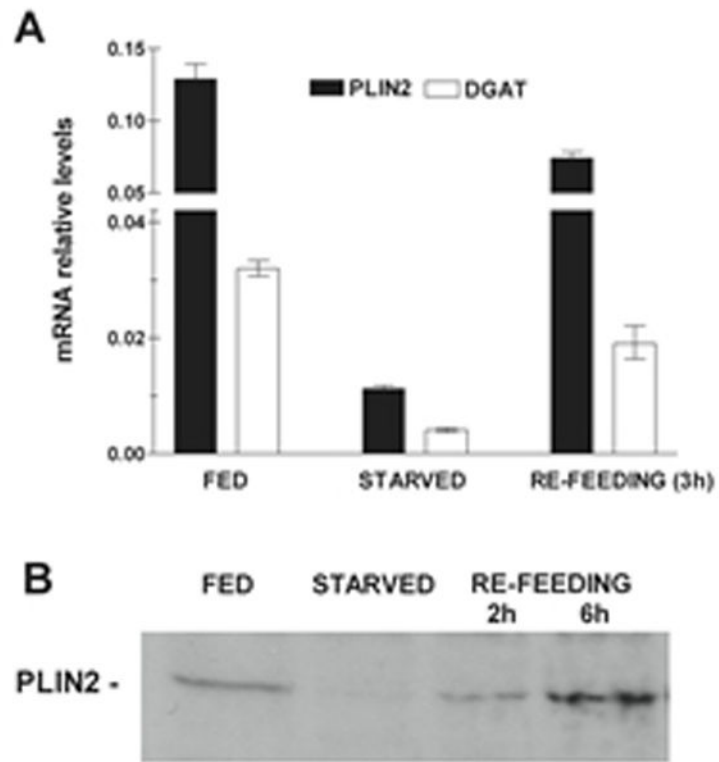 A
0.15
0.10
0.05
0.04
0.02
0.00
mRNA relative levels
PLIN2 DGAT
FED STARVED RE-FEEDING (3h)
B
FED STARVED RE-FEEDING
2h 6h
PLIN2 -